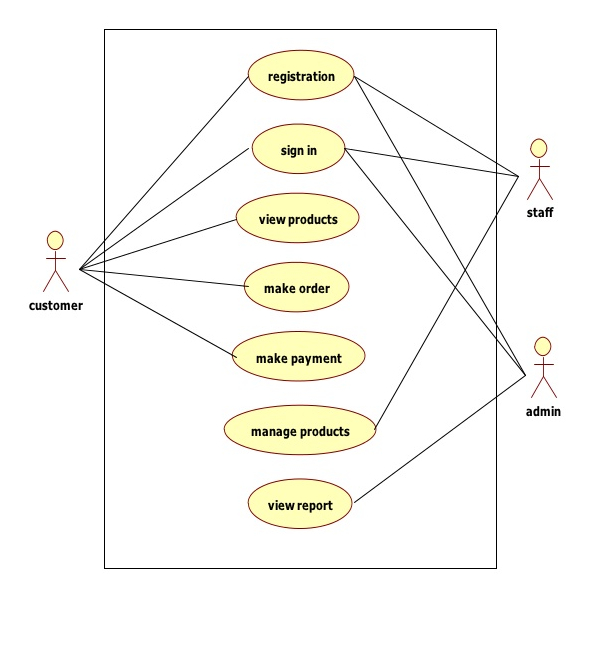 registration
sign in
staff
view products
customer
make order
make payment
admin
manage products
view report